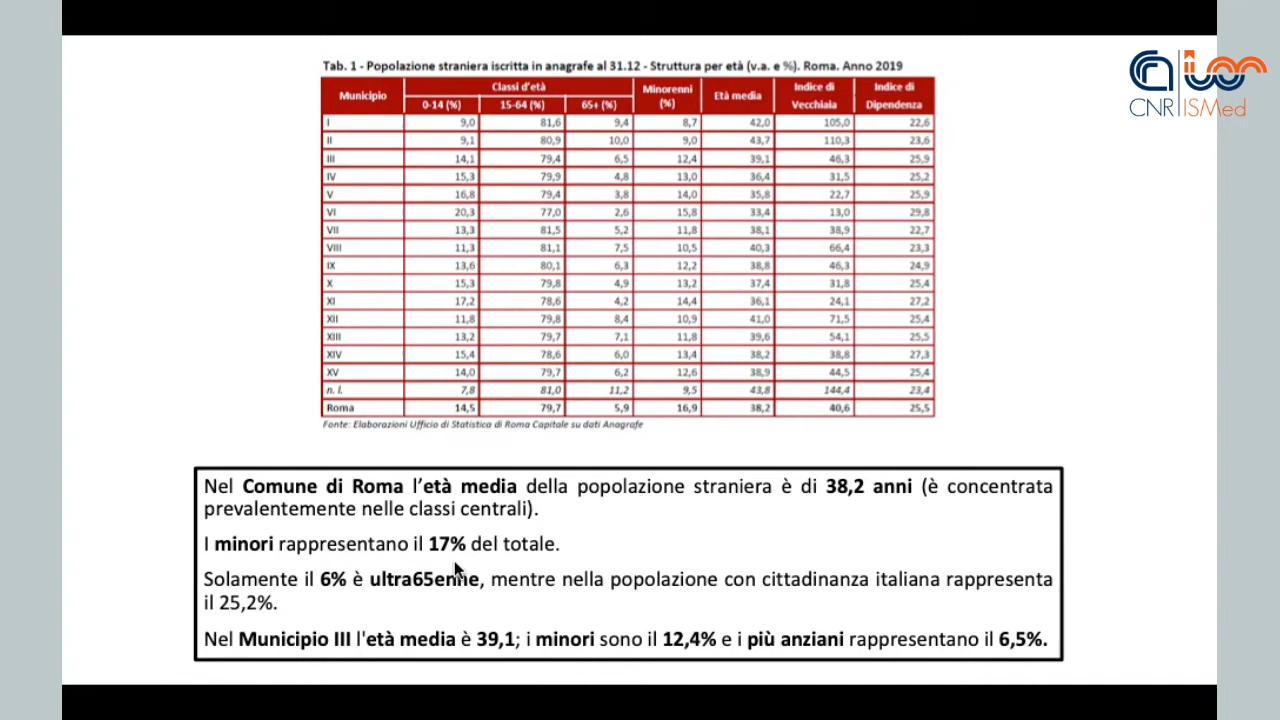 Tab. 1 - Popolazione straniera iscritta in anagrafe al 31.12 - Struttura per età (v.a. e %). Roma. Anno 2019
CNR|ISMed
Municipio Classi d'età Minorenni (%) Età media Indice di Vecchiaia Indice di Dipendenza
0-14 (%) 15-64 (%) 65+ (%)
I 9,0 81,6 9,4 8,7 42,0 105,0 22,6
II 9,1 80,9 10,0 9,0 43,7 110,3 23,6
III 14,1 79,4 6,5 12,4 39,1 46,3 25,9
IV 15,3 79,9 4,8 13,0 36,4 31,5 25,2
V 16,8 79,4 3,8 14,0 35,8 22,7 25,9
VI 20,3 77,0 2,6 15,8 33,4 13,0 29,8
VII 13,3 81,5 5,2 11,8 38,1 38,9 22,7
VIII 11,3 81,1 7,5 10,5 40,3 66,4 23,3
IX 13,6 80,1 6,3 12,2 38,8 46,3 24,9
X 15,3 79,8 4,9 13,2 37,4 31,8 25,4
XI 17,2 78,6 4,2 14,4 36,1 24,1 27,2
XII 11,8 79,8 8,4 10,9 41,0 71,5 25,4
XIII 13,2 79,7 7,1 11,8 39,6 54,1 25,5
XIV 15,4 78,6 6,0 13,4 38,2 38,8 27,3
XV 14,0 79,7 6,2 12,6 38,9 44,5 25,4
n. l. 7,8 81,0 11,2 9,5 43,8 144,4 23,4
Roma 14,5 79,7 5,9 16,9 38,2 40,6 25,5
Fonte: Elaborazioni Ufficio di Statistica di Roma Capitale su dati Anagrafe
Nel Comune di Roma l'età media della popolazione straniera è di 38,2 anni (è concentrata
prevalentemente nelle classi centrali).
I minori rappresentano il 17% del totale.
Solamente il 6% è ultra65enne, mentre nella popolazione con cittadinanza italiana rappresenta
il 25,2%.
Nel Municipio III l'età media è 39,1; i minori sono il 12,4% e i più anziani rappresentano il 6,5%.